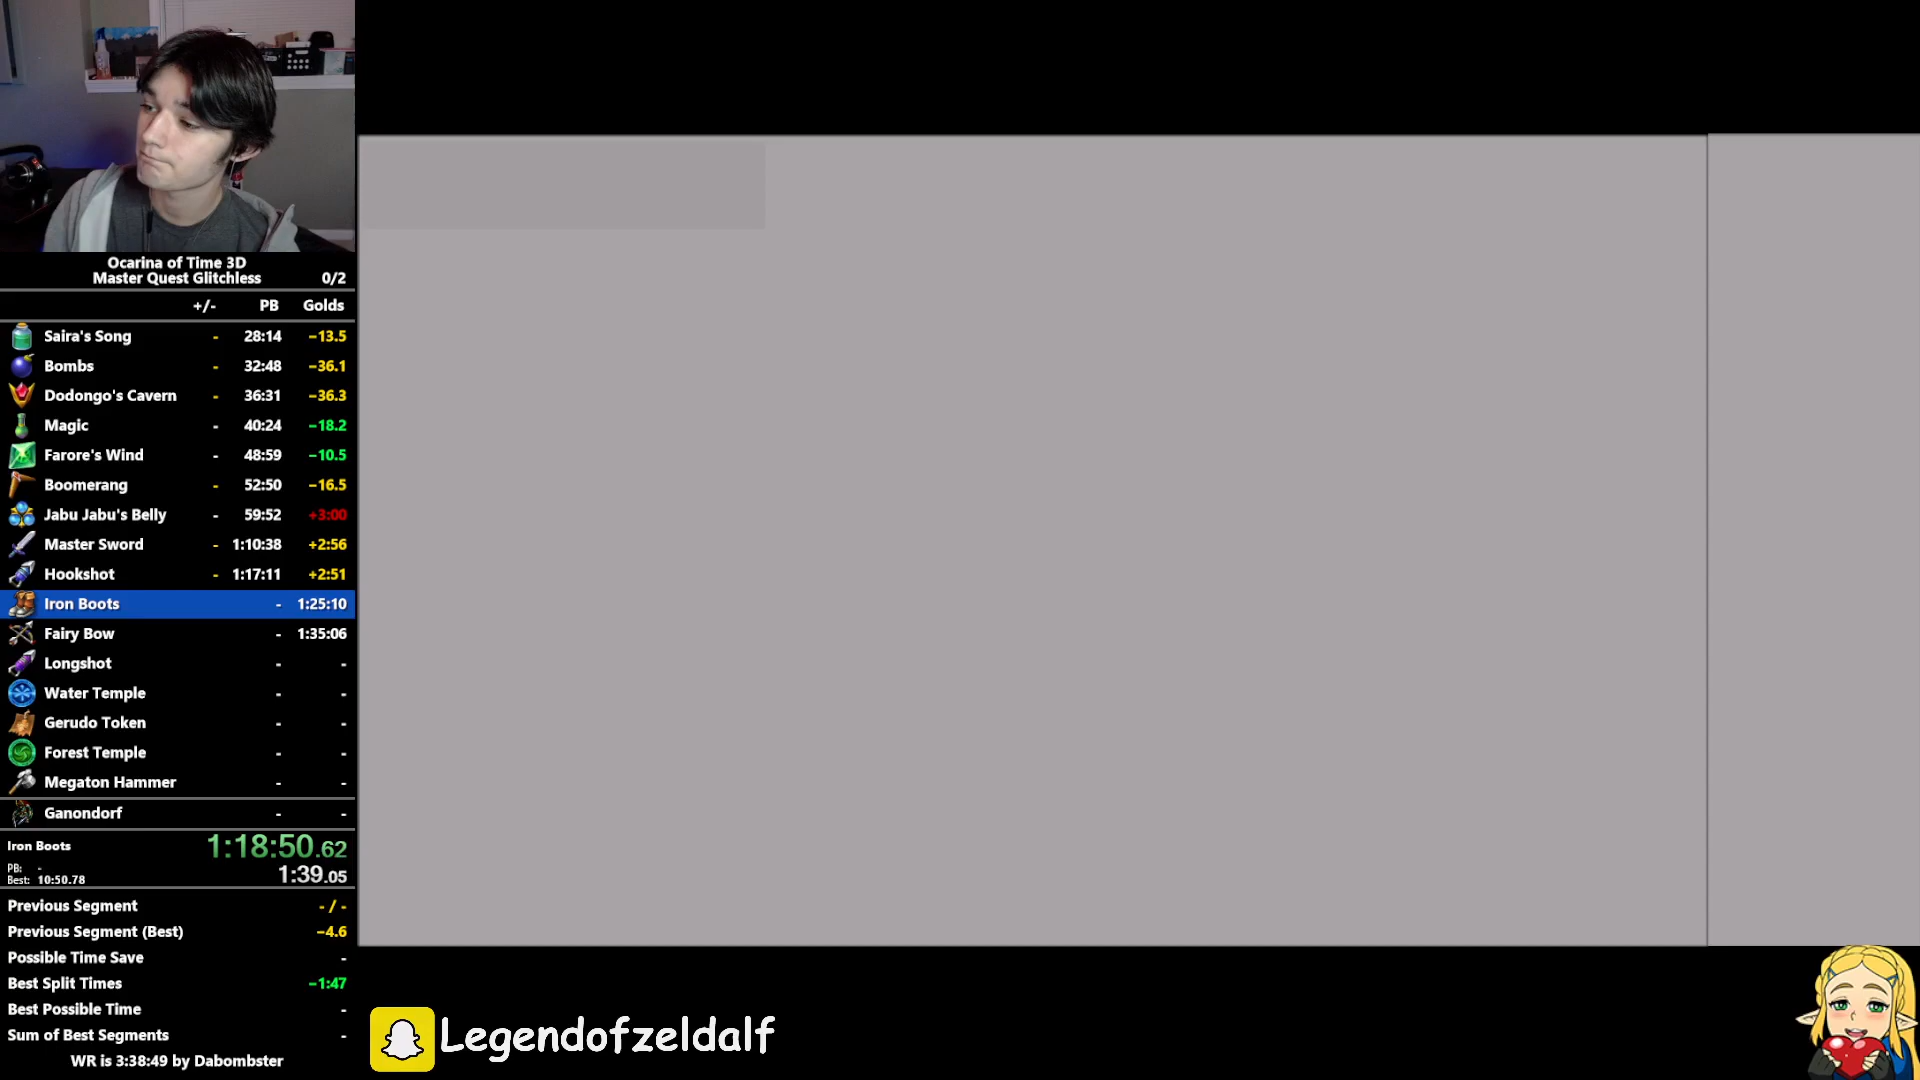 Ocarina of Time 3D
Master Quest Glitchless 0/2
+/- PB Golds
Saira's Song - 28:14 −13.5
Bombs - 32:48 −36.1
Dodongo's Cavern - 36:31 −36.3
Magic - 40:24 −18.2
Farore's Wind - 48:59 −10.5
Boomerang - 52:50 −16.5
Jabu Jabu's Belly - 59:52 +3:00
Master Sword - 1:10:38 +2:56
Hookshot - 1:17:11 +2:51
Iron Boots - 1:25:10
Fairy Bow - 1:35:06
Longshot - -
Water Temple - -
Gerudo Token - -
Forest Temple - -
Megaton Hammer - -
Ganondorf - -
Iron Boots 1:18:50.62
PB: -
Best: 10:50.78 1:39.05
Previous Segment - / -
Previous Segment (Best) −4.6
Possible Time Save -
Best Split Times −1:47
Best Possible Time -
Sum of Best Segments -
WR is 3:38:49 by Dabombster
Legendofzeldalf